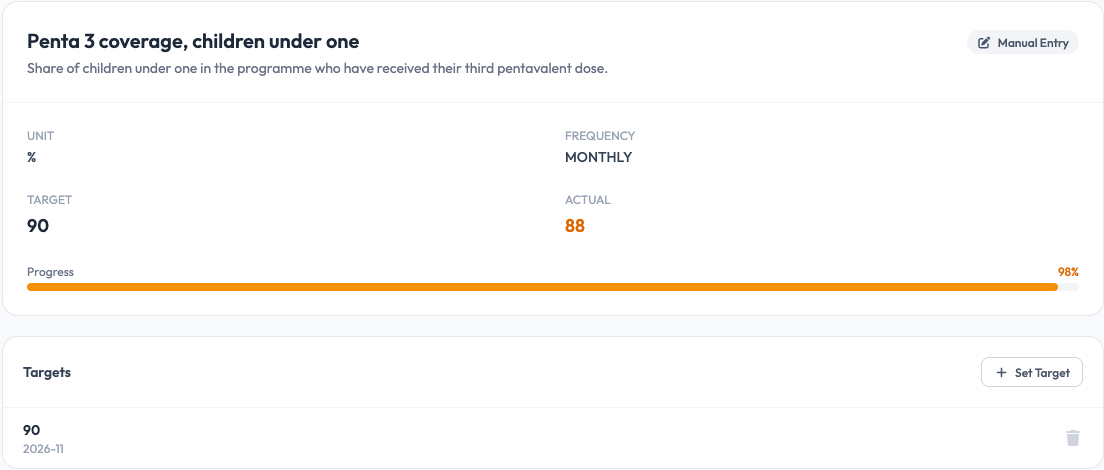 Penta 3 coverage, children under one
Manual Entry
Share of children under one in the programme who have received their third pentavalent dose.
UNIT
FREQUENCY
%
MONTHLY
TARGET
ACTUAL
90
88
Progress
98%
Targets
Set Target
90
2026-11